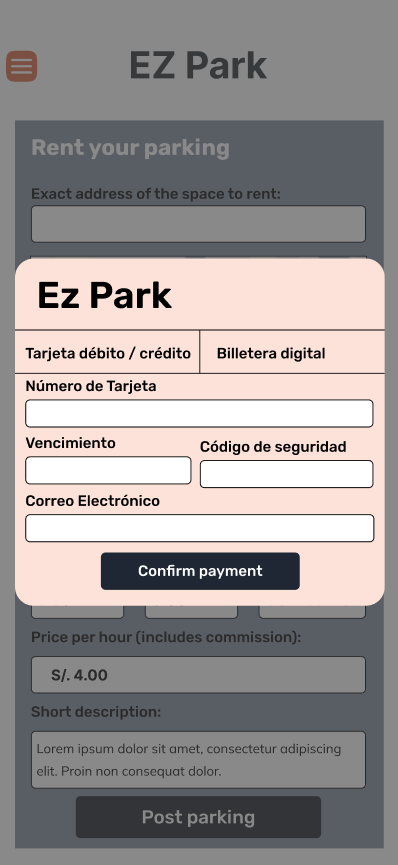 EZ Park
Rent your parking
Exact address of the space to rent:
Ez Park
Tarjeta débito / crédito
Billetera digital
Número de Tarjeta
Vencimiento
Código de seguridad
Correo Electrónico
Confirm payment
Price per hour (includes commission):
S/. 4.00
Short description:
Lorem ipsum dolor sit amet, consectetur adipiscing
elit. Proin non consequat dolor.
Post parking